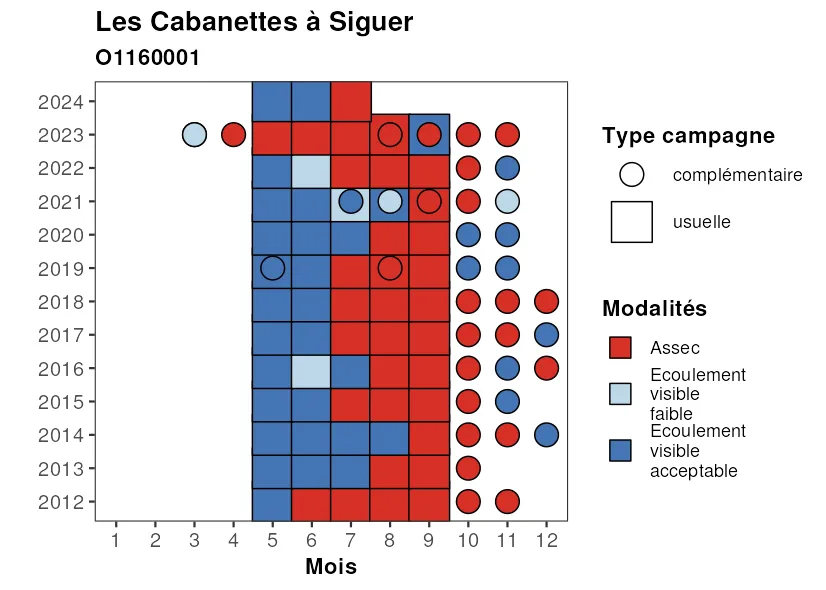 Les Cabanettes à Siguer
O1160001
2024
2023
2022
2021
2020
2019
2018
2017
2016
2015
2014
2013
2012
1 2 3 4 5 6 7 8 9 10 11 12
Mois
Type campagne
complémentaire
usuelle
Modalités
Assec
Ecoulement
visible
faible
Ecoulement
visible
acceptable